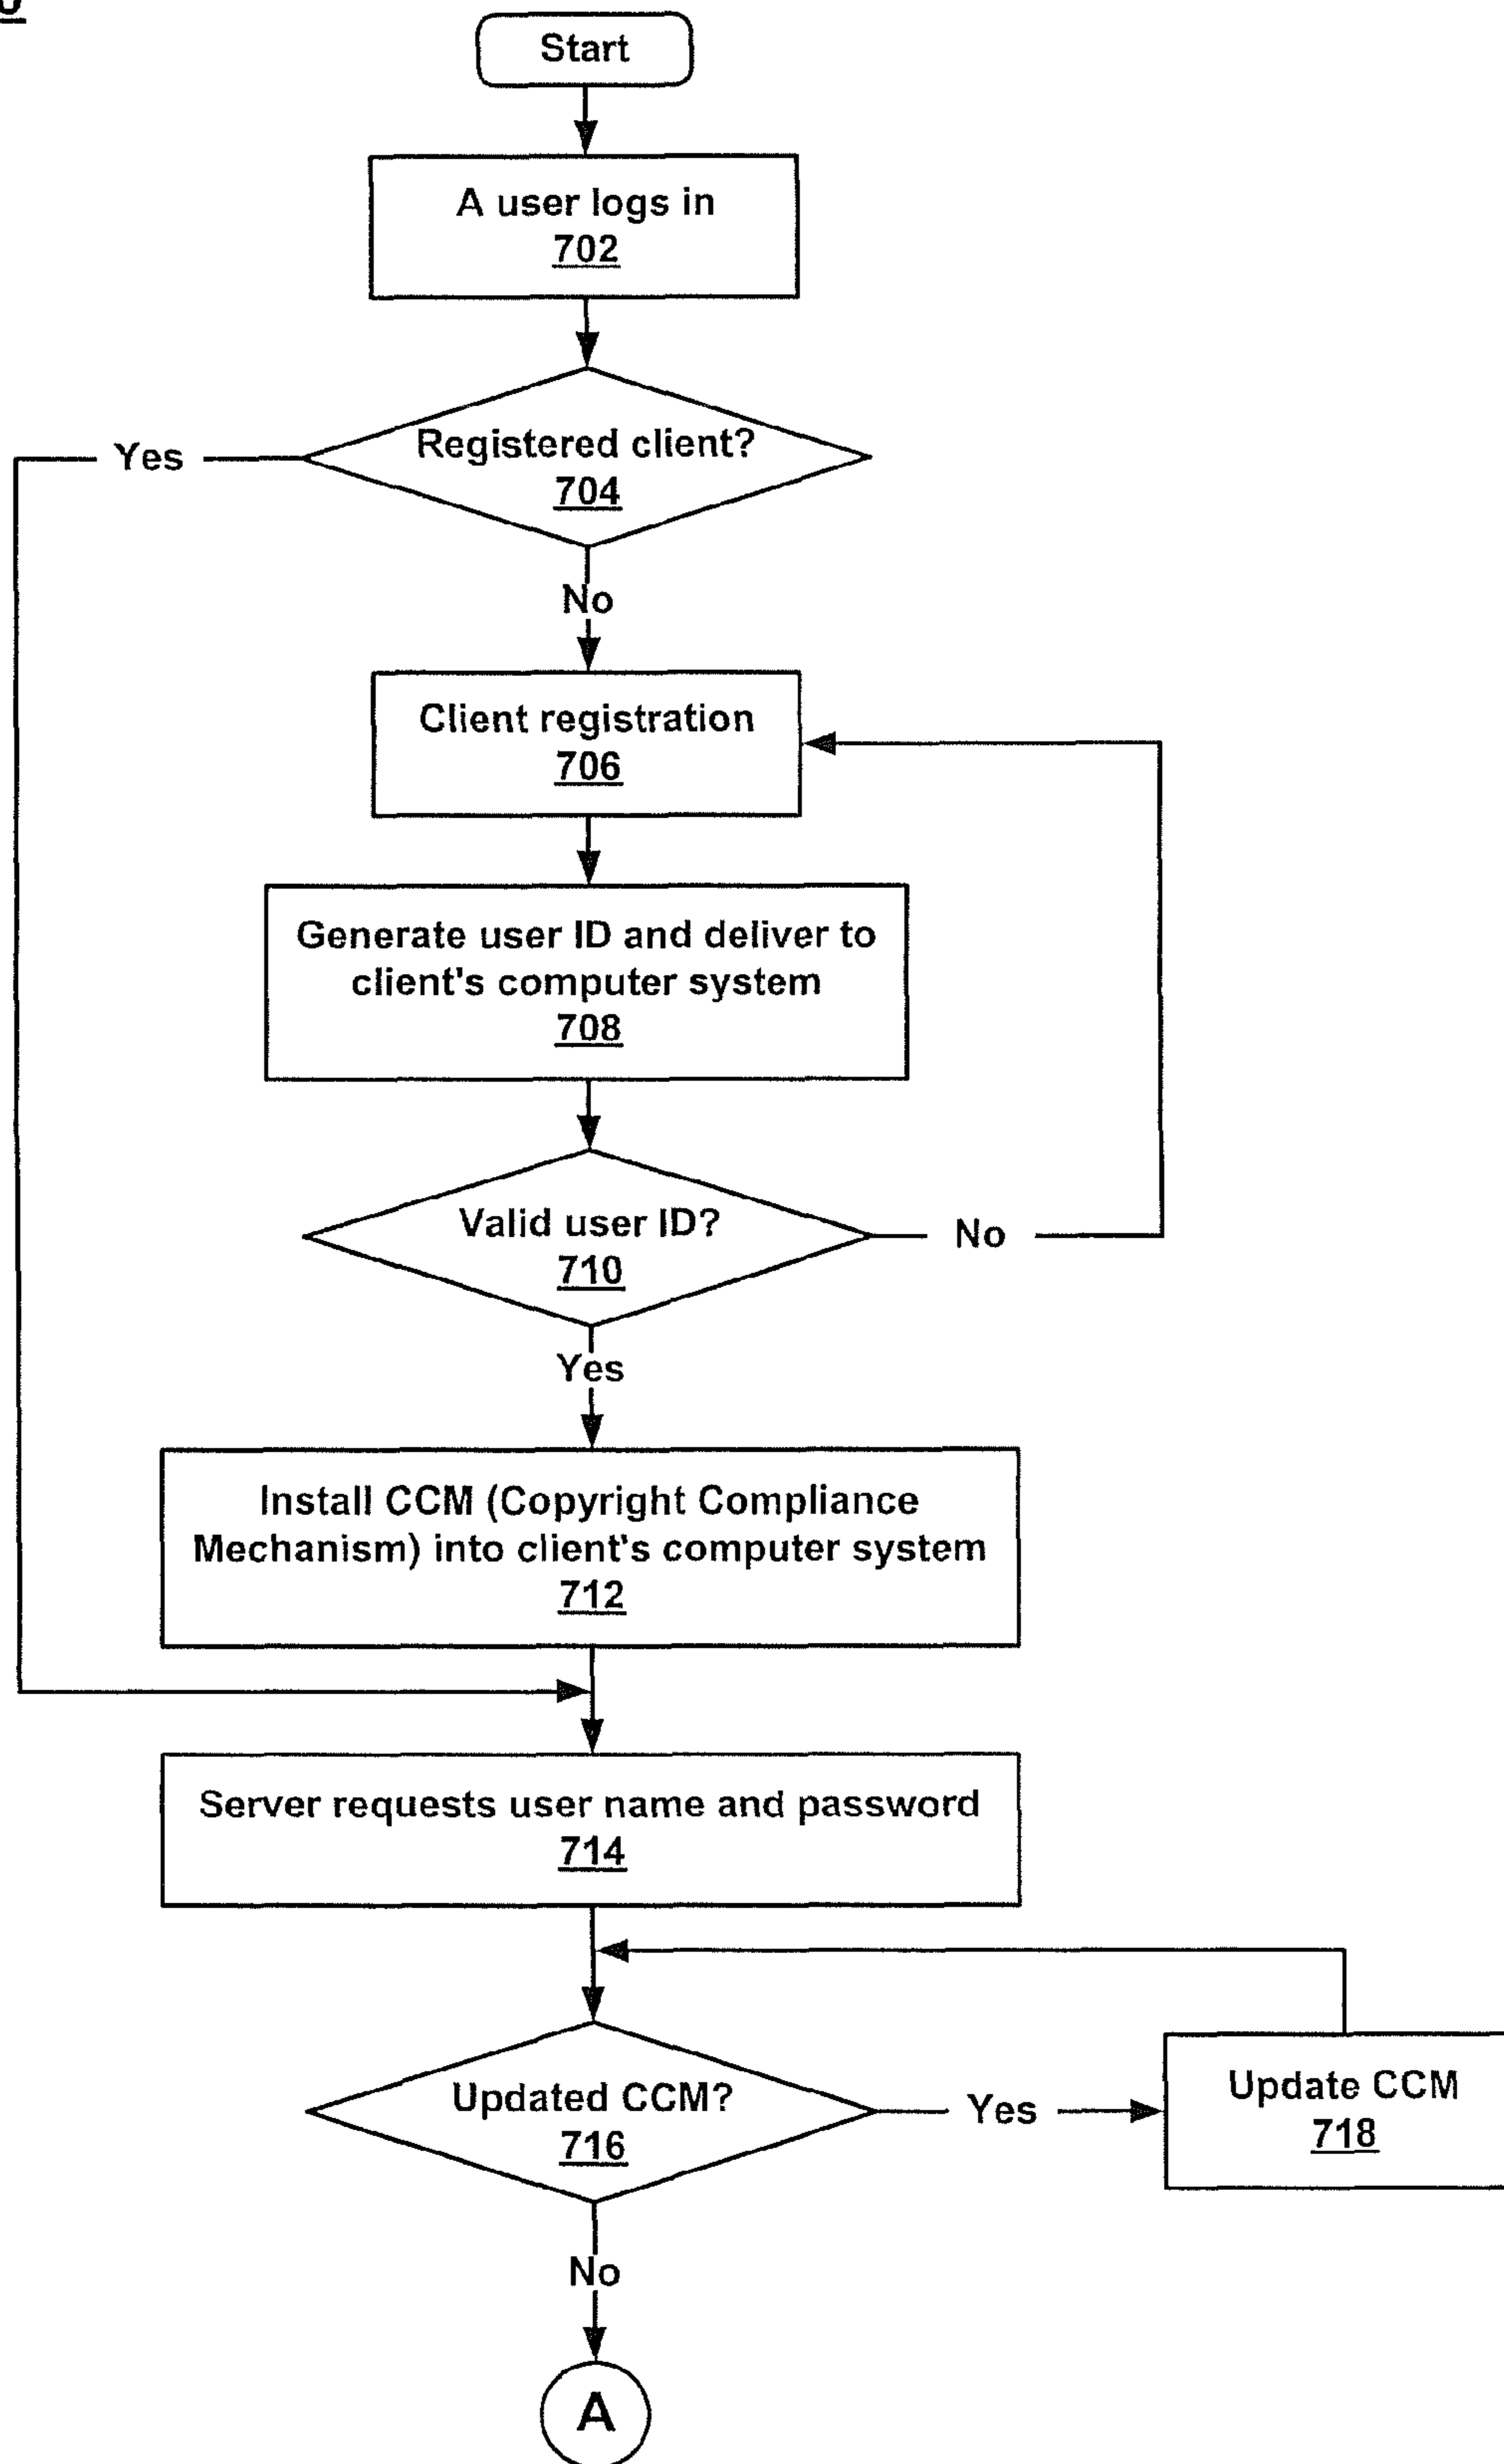 Start
A user logs in
702
Registered client?
704
Yes
No
Client registration
706
Generate user ID and deliver to
client's computer system
708
Valid user ID?
710
No
Yes
Install CCM (Copyright Compliance
Mechanism) into client's computer system
712
Server requests user name and password
714
Updated CCM?
716
Yes
Update CCM
718
No
A